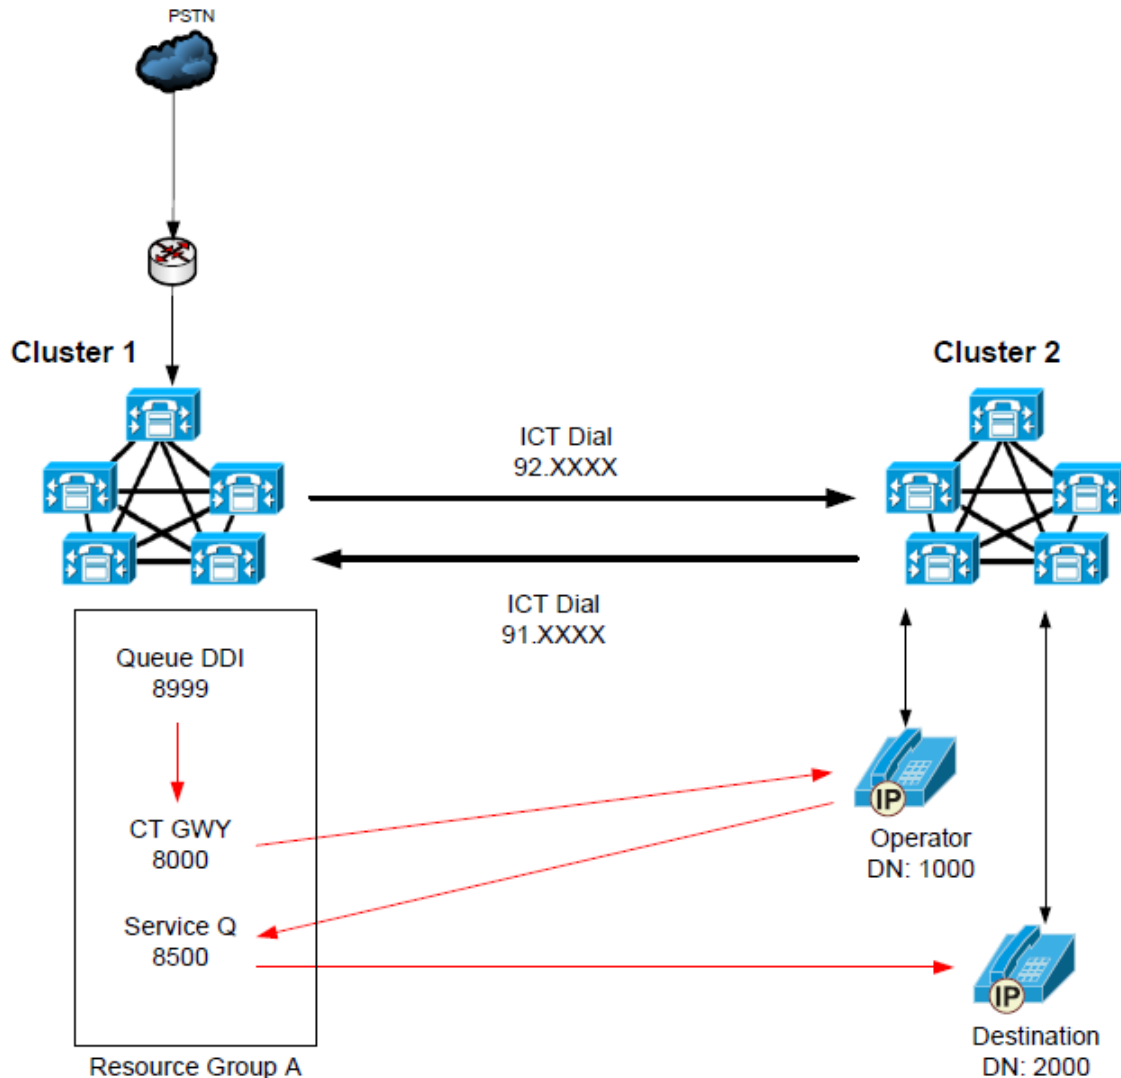 PSTN
Cluster 1
Cluster 2
ICT Dial
92.XXXX
ICT Dial
91.XXXX
Queue DDI
8999
CT GWY
8000
Service Q
8500
Resource Group A
IP
Operator
DN: 1000
IP
Destination
DN: 2000